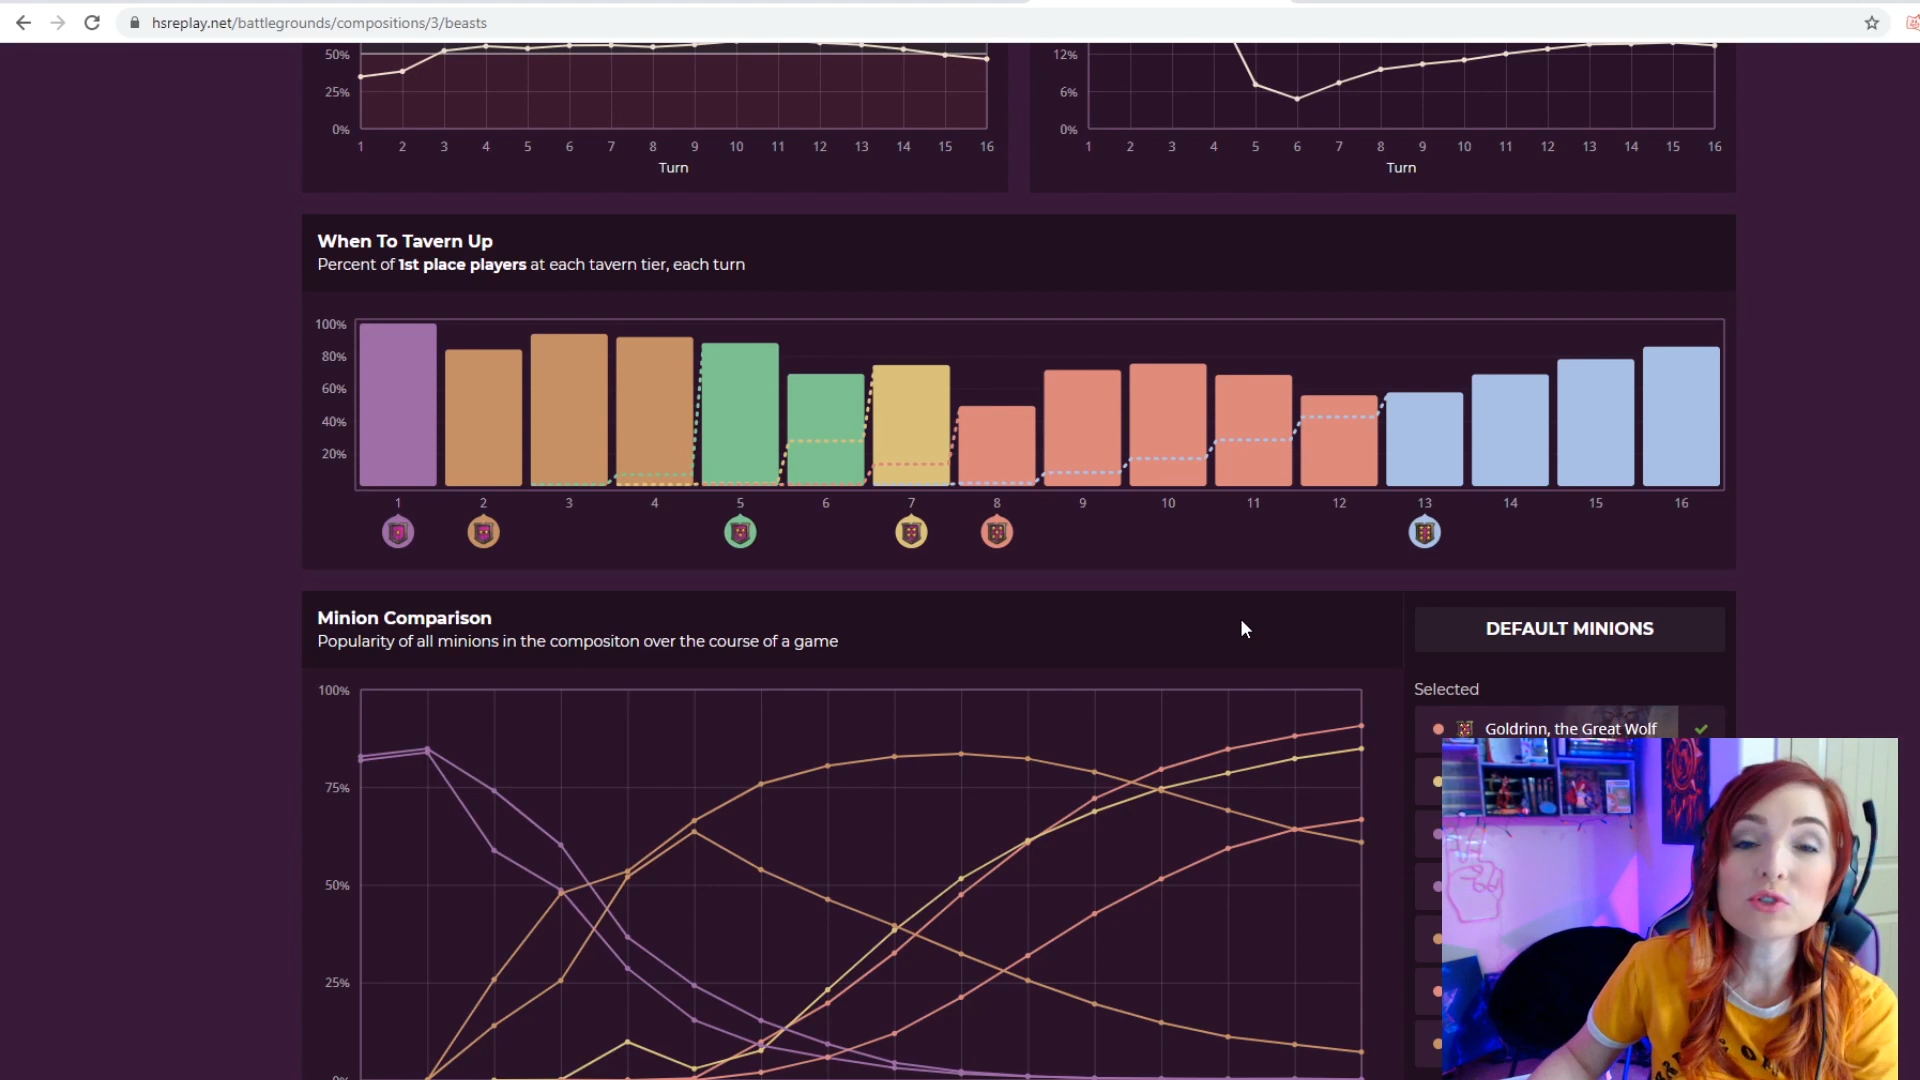 hsreplay.net/battlegrounds/compositions/3/beasts
50%
25%
0%
1 2 3 4 5 6 7 8 9 10 11 12 13 14 15 16
Turn
12%
6%
0%
1 2 3 4 5 6 7 8 9 10 11 12 13 14 15 16
Turn
When To Tavern Up
Percent of 1st place players at each tavern tier, each turn
100%
80%
60%
40%
20%
1 2 3 4 5 6 7 8 9 10 11 12 13 14 15 16
Minion Comparison
Popularity of all minions in the compositon over the course of a game
100%
75%
50%
25%
0%
DEFAULT MINIONS
Selected
Goldrinn, the Great Wolf